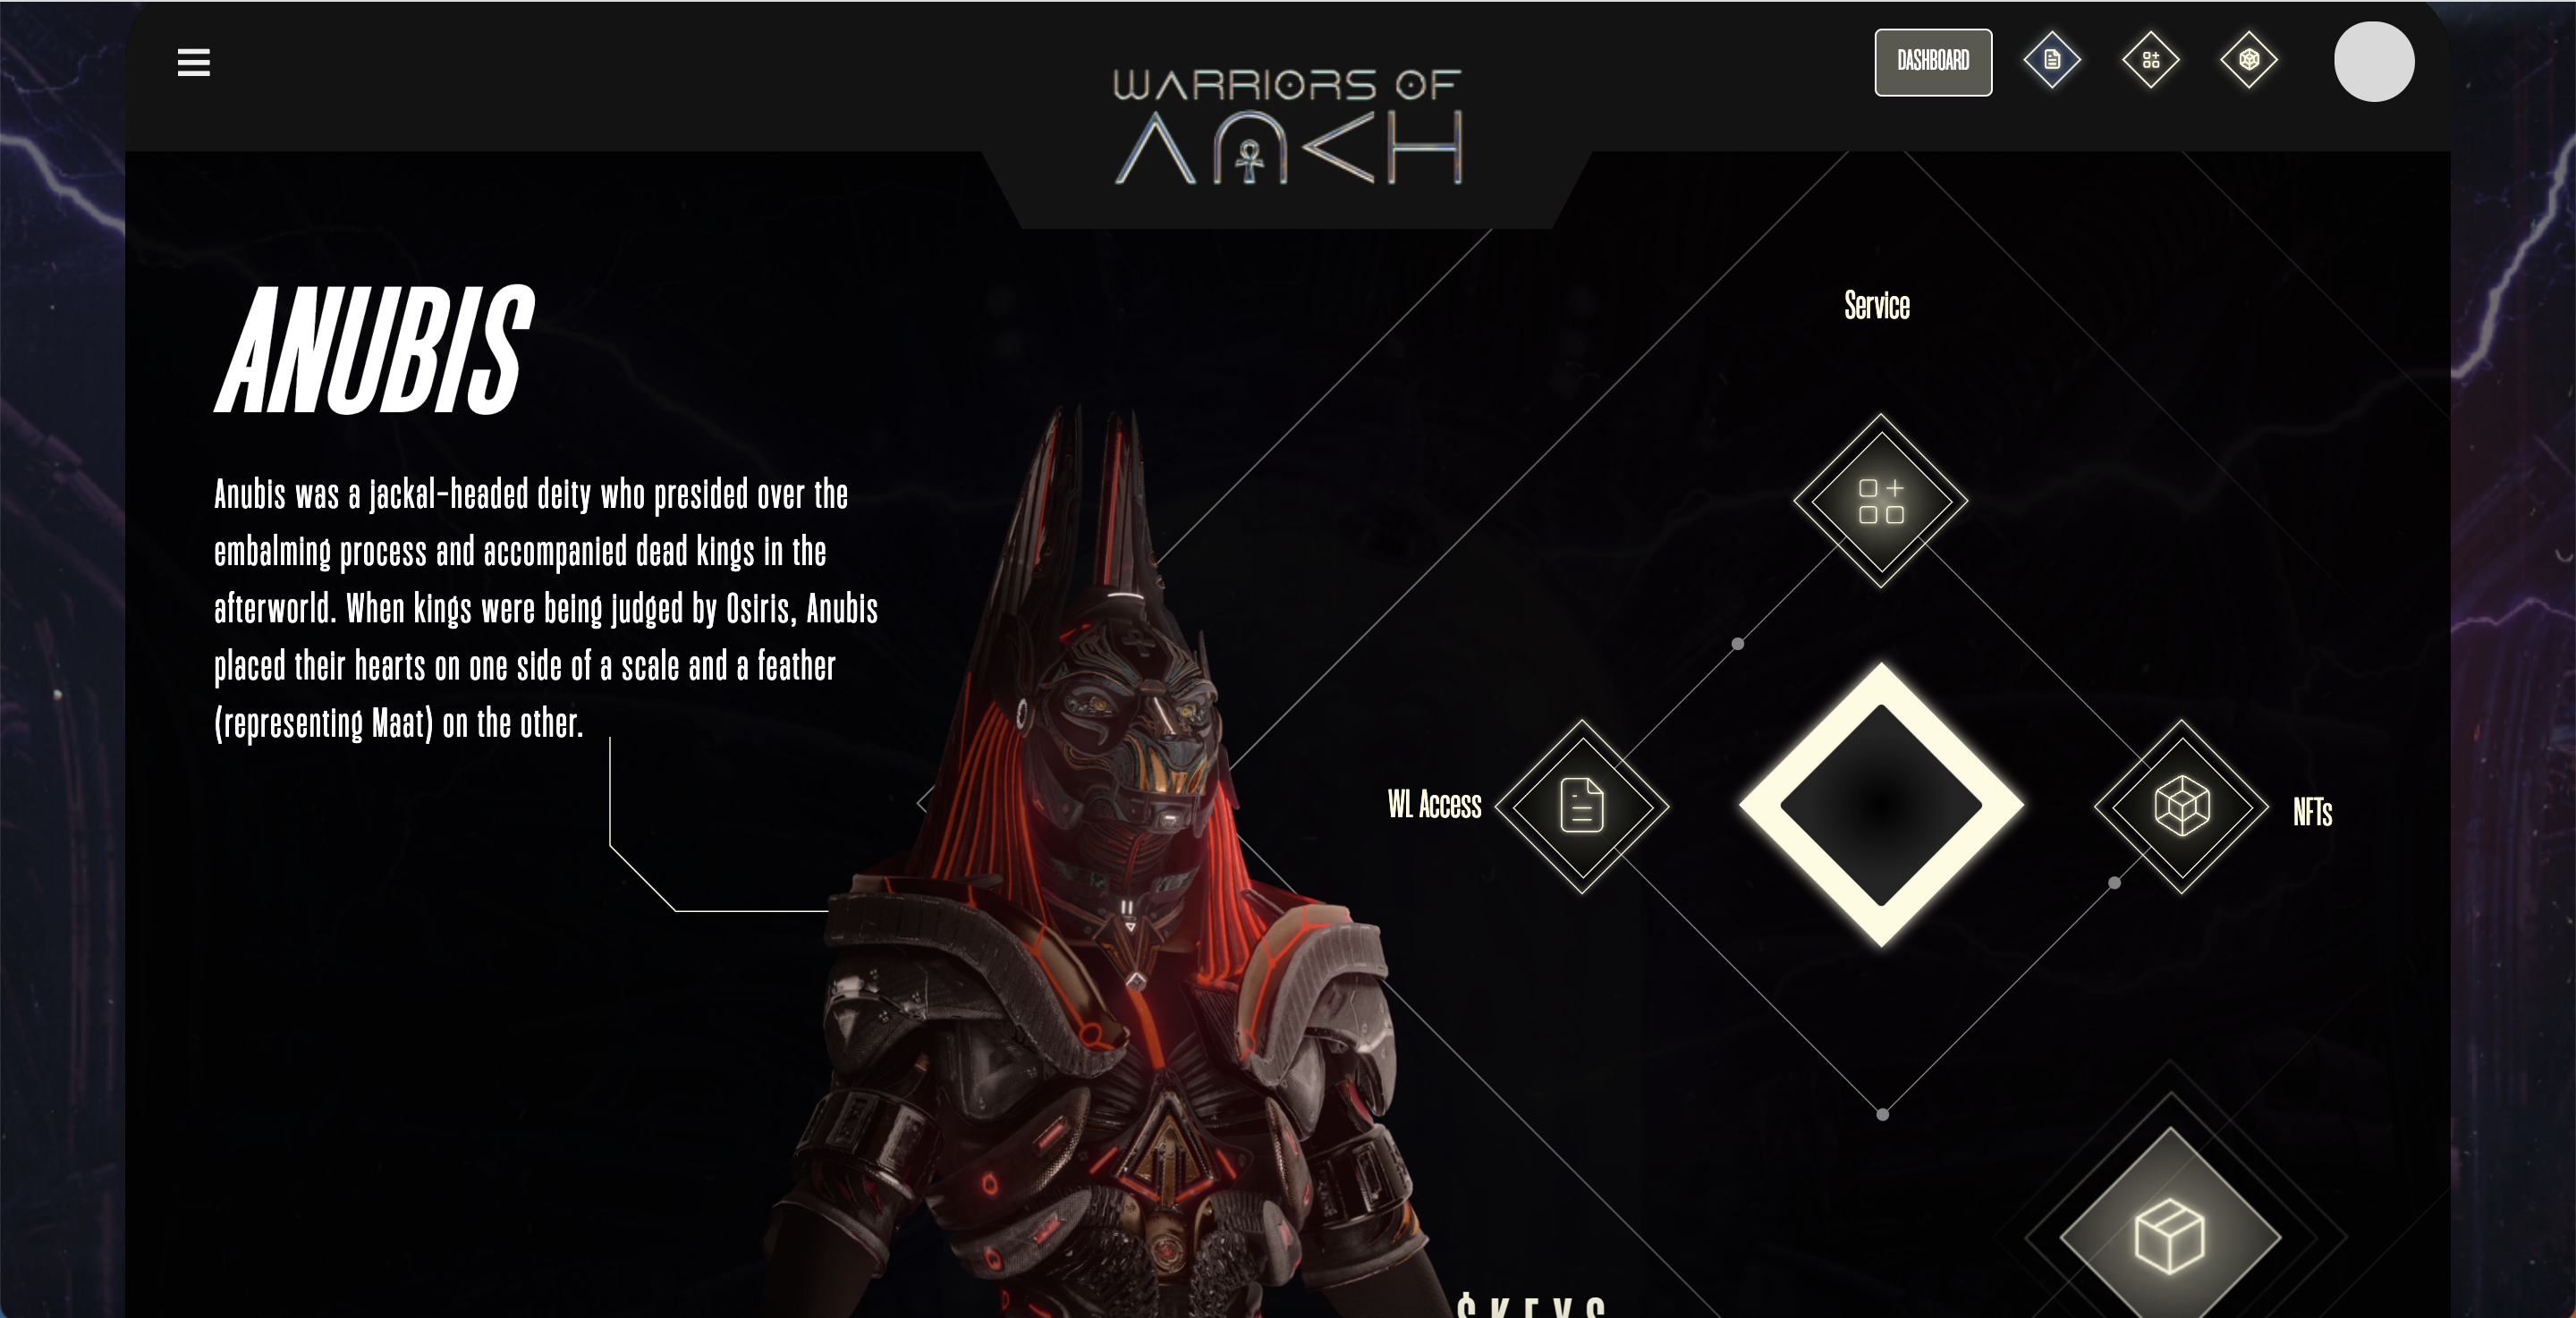 DASHBOARD
WARRIORS OF
ANKH
ANUBIS
Anubis was a jackal-headed deity who presided over the
embalming process and accompanied dead kings in the
afterworld. When kings were being judged by Osiris, Anubis
placed their hearts on one side of a scale and a feather
(representing Maat) on the other.
Service
WL Access
NFTs
$KEYS